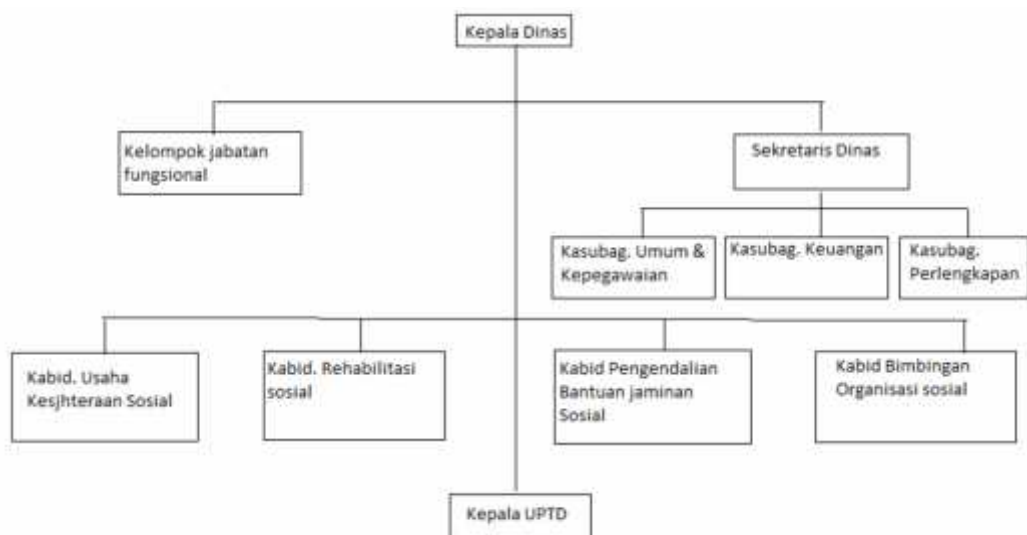 Kepala Dinas
Kelompok jabatan
fungsional
Sekretaris Dinas
Kasubag. Umum &
Kepegawaian
Kasubag. Keuangan
Kasubag.
Perlengkapan
Kabid. Usaha
Kesjhteraan Sosial
Kabid. Rehabilitasi
sosial
Kabid Pengendalian
Bantuan jaminan
Sosial
Kabid Bimbingan
Organisasi sosial
Kepala UPTD